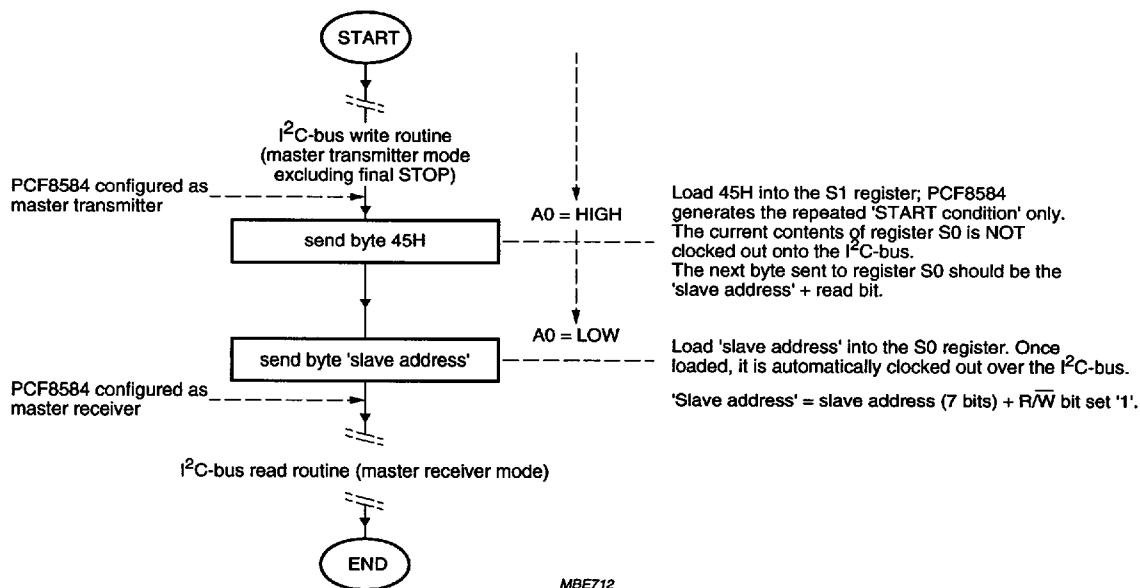 START
I²C-bus write routine
(master transmitter mode
excluding final STOP)
PCF8584 configured as
master transmitter
A0 = HIGH
send byte 45H
Load 45H into the S1 register; PCF8584
generates the repeated 'START condition' only.
The current contents of register S0 is NOT
clocked out onto the I²C-bus.
The next byte sent to register S0 should be the
'slave address' + read bit.
A0 = LOW
send byte 'slave address'
Load 'slave address' into the S0 register. Once
loaded, it is automatically clocked out over the I²C-bus.
'Slave address' = slave address (7 bits) + R/W̅ bit set '1'.
PCF8584 configured as
master receiver
I²C-bus read routine (master receiver mode)
END
MBE712